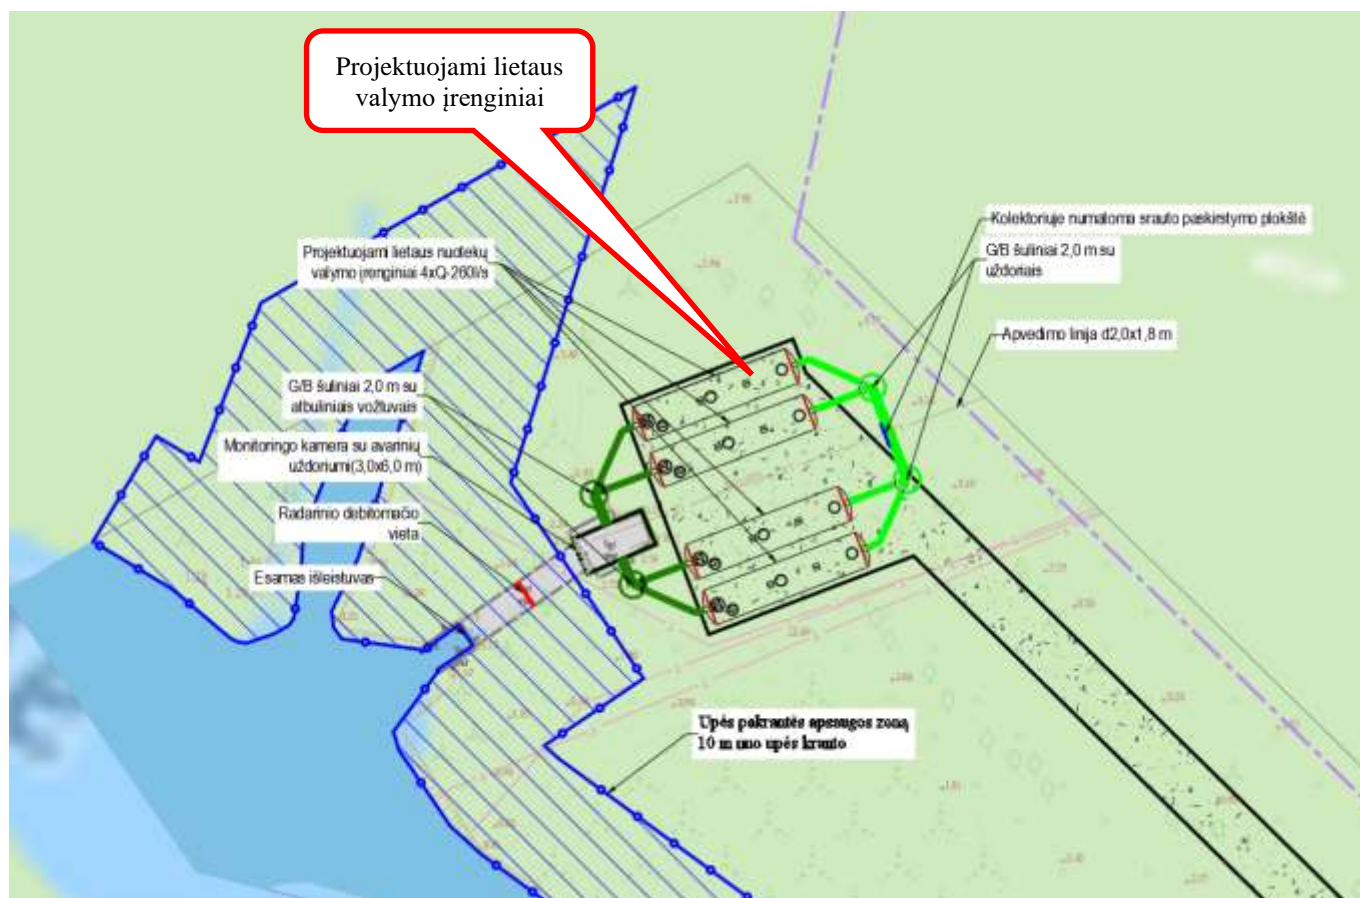 Projektuojami lietaus
valymo įrenginiai
Kolektoriuje numatoma srauto paskirstymo plokštė
Projektuojami lietaus nuotekų
valymo įrenginiai 4xQ-260l/s
G/B šuliniai 2,0 m su
uždoriais
Apvedimo linija d2,0x1,8 m
G/B šuliniai 2,0 m su
atbuliniais vožtuvais
Monitoringo kamera su avariniu
uždoriumi(3,0x6,0 m)
Radarinio debitomačio
vieta
Esamas išleistuvas
Upės pakrantės apsaugos zona
10 m nuo upės kranto